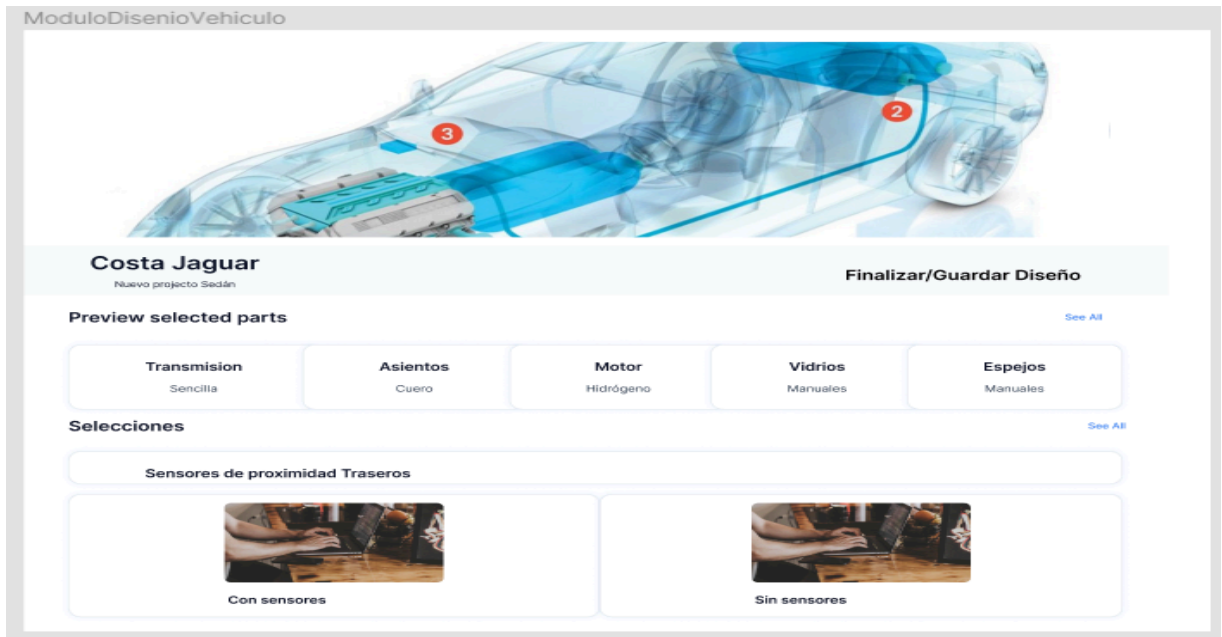 ModuloDisenioVehiculo
2
3
Costa Jaguar
Nuevo projecto Sedán
Finalizar/Guardar Diseño
Preview selected parts
See All
Transmision
Sencilla
Asientos
Cuero
Motor
Hidrógeno
Vidrios
Manuales
Espejos
Manuales
Selecciones
See All
Sensores de proximidad Traseros
Con sensores
Sin sensores